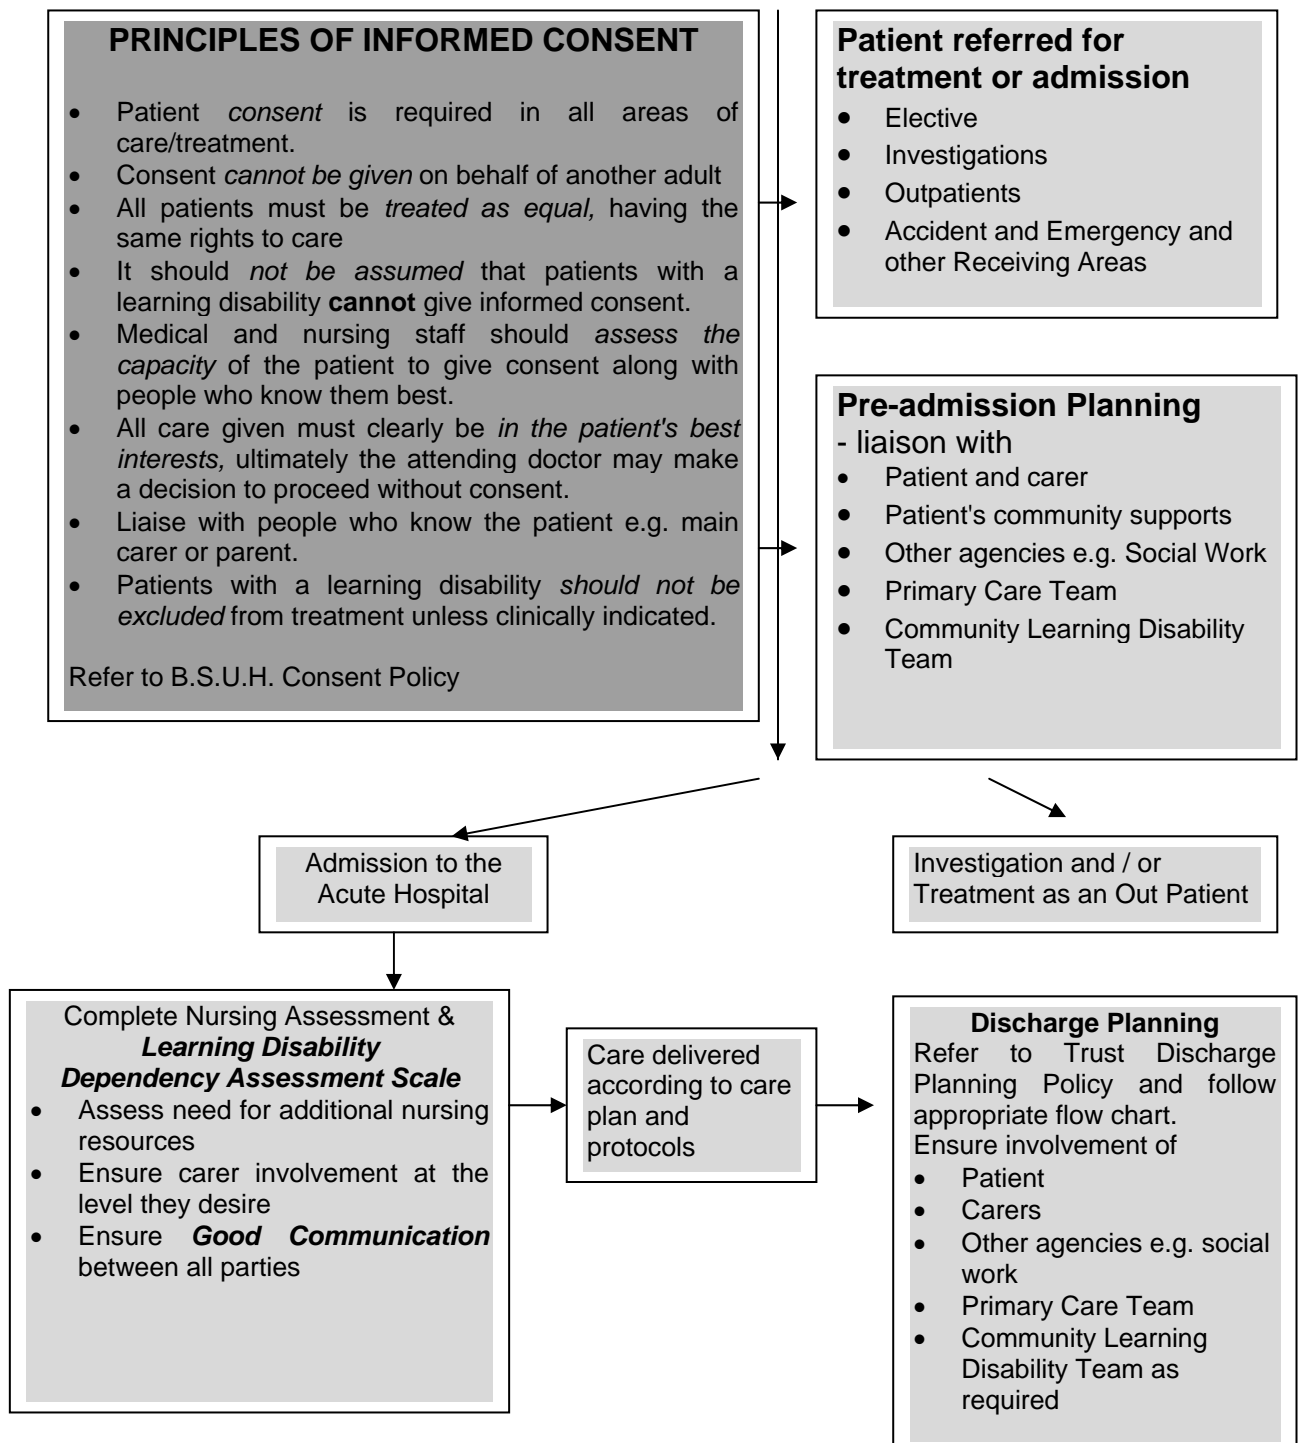 PRINCIPLES OF INFORMED CONSENT
• Patient consent is required in all areas of
care/treatment.
• Consent cannot be given on behalf of another adult
• All patients must be treated as equal, having the
same rights to care
• It should not be assumed that patients with a
learning disability cannot give informed consent.
• Medical and nursing staff should assess the
capacity of the patient to give consent along with
people who know them best.
• All care given must clearly be in the patient's best
interests, ultimately the attending doctor may make
a decision to proceed without consent.
• Liaise with people who know the patient e.g. main
carer or parent.
• Patients with a learning disability should not be
excluded from treatment unless clinically indicated.
Refer to B.S.U.H. Consent Policy
Patient referred for
treatment or admission
• Elective
• Investigations
• Outpatients
• Accident and Emergency and
other Receiving Areas
Pre-admission Planning
- liaison with
• Patient and carer
• Patient's community supports
• Other agencies e.g. Social Work
• Primary Care Team
• Community Learning Disability
Team
Admission to the
Acute Hospital
Investigation and / or
Treatment as an Out Patient
Complete Nursing Assessment &
Learning Disability
Dependency Assessment Scale
• Assess need for additional nursing
resources
• Ensure carer involvement at the
level they desire
• Ensure Good Communication
between all parties
Care delivered
according to care
plan and
protocols
Discharge Planning
Refer to Trust Discharge
Planning Policy and follow
appropriate flow chart.
Ensure involvement of
• Patient
• Carers
• Other agencies e.g. social
work
• Primary Care Team
• Community Learning
Disability Team as
required